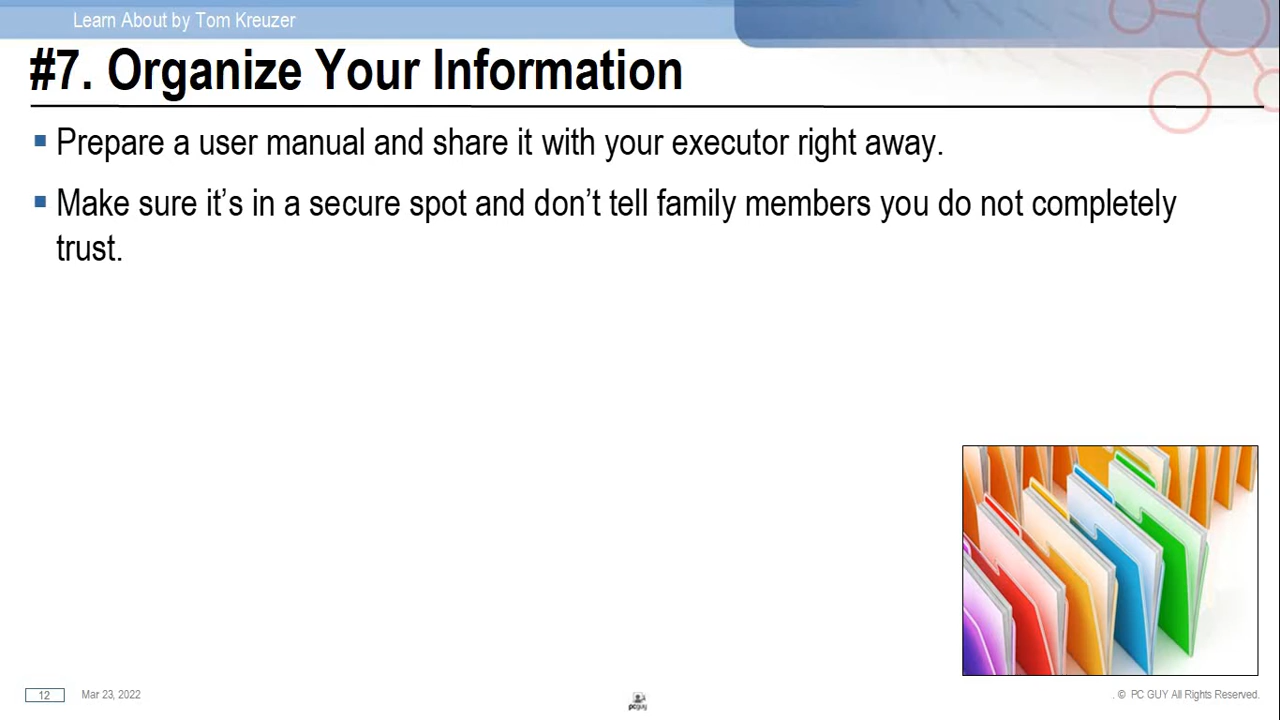 Learn About by Tom Kreuzer
#7. Organize Your Information
Prepare a user manual and share it with your executor right away.
Make sure it’s in a secure spot and don’t tell family members you do not completely
trust.
12
Mar 23, 2022
pcguy
. © PC GUY All Rights Reserved.